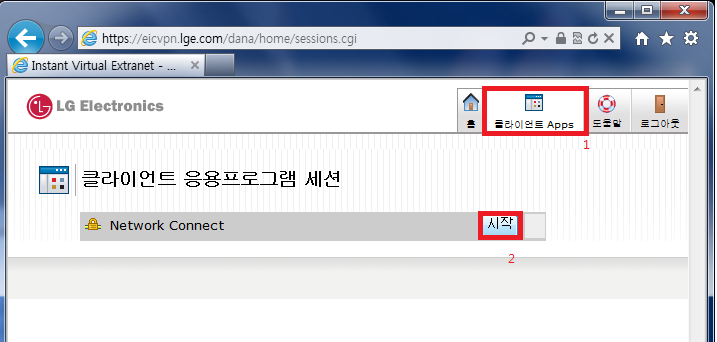 https://eicvpn.lge.com/dana/home/sessions.cgi
Instant Virtual Extranet - ...
LG Electronics
홈
클라이언트 Apps
도움말
로그아웃
1
클라이언트 응용프로그램 세션
Network Connect
시작
2